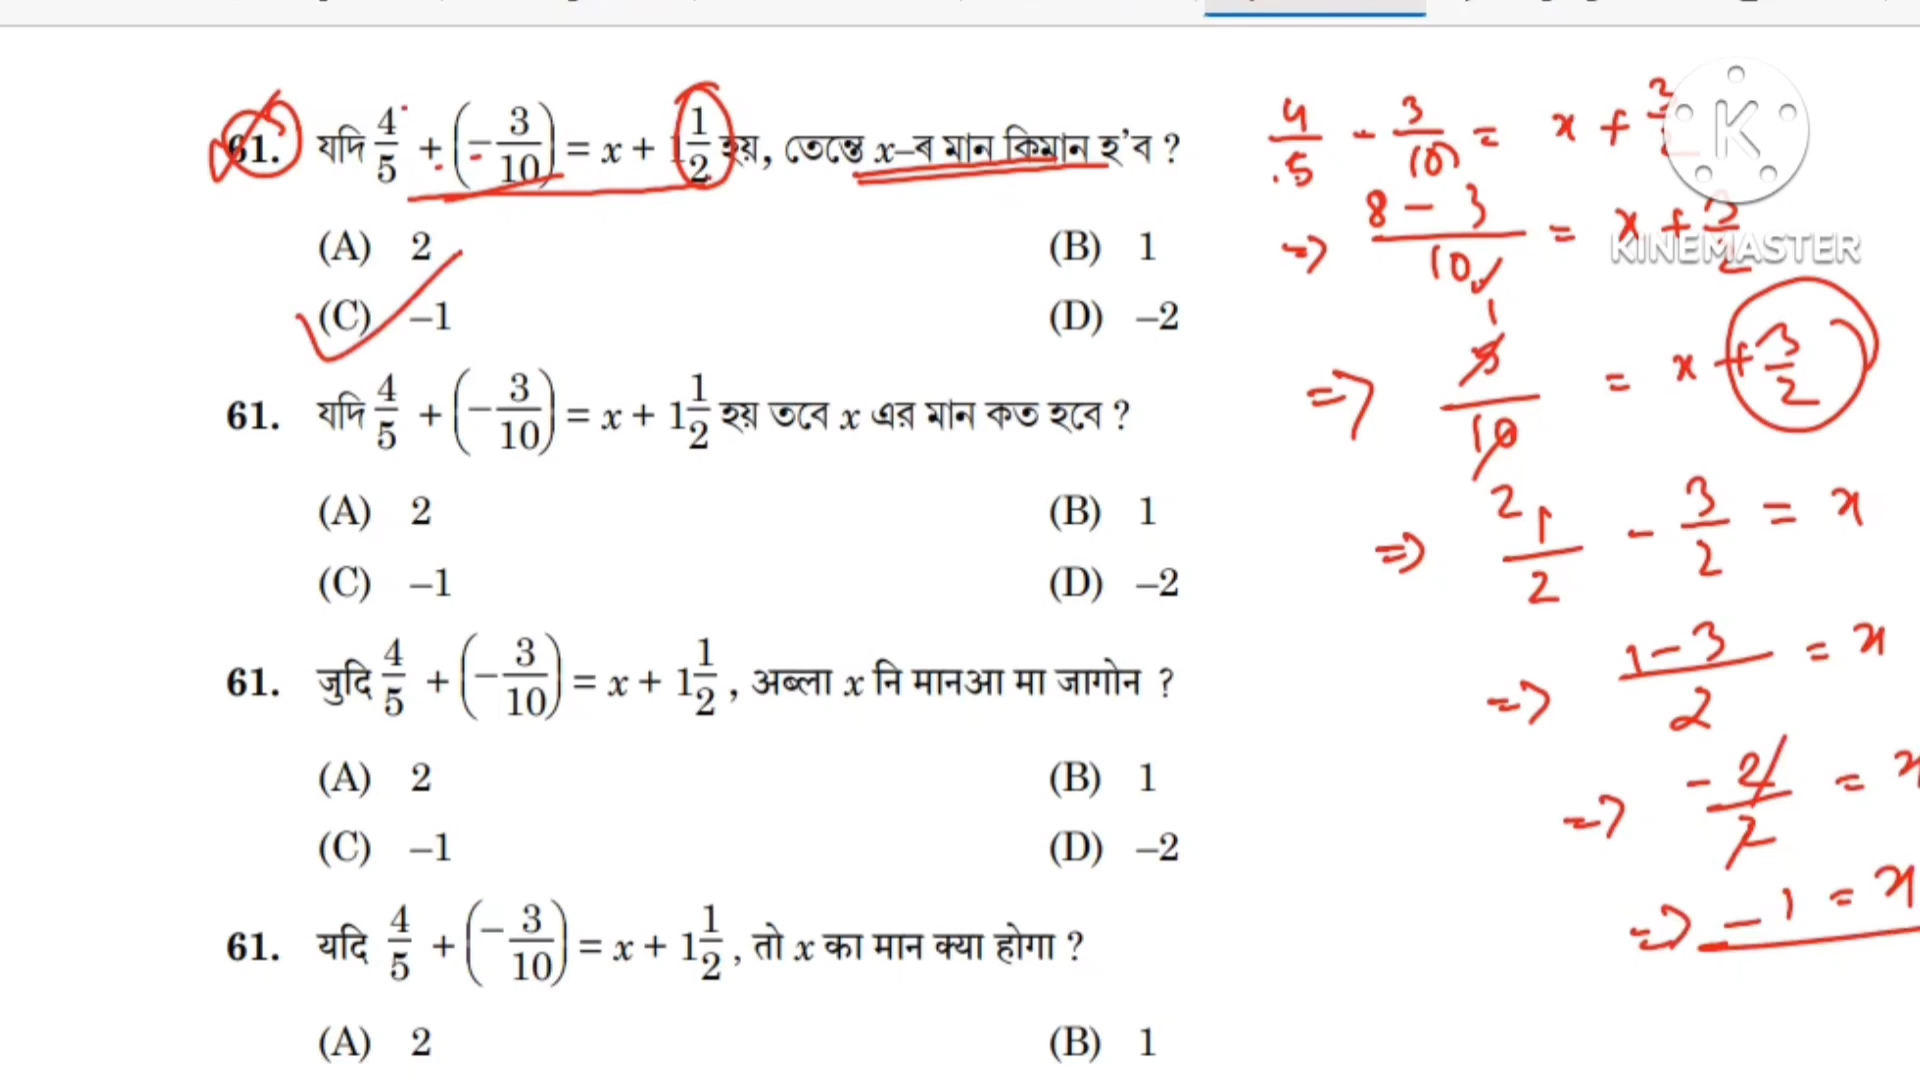 61. যদি 4/5 + (−3/10) = x + 1 1/2 হয়, তেন্তে x–ৰ মান কিমান হ'ব ?
(A) 2 (B) 1
(C) –1 (D) –2
61. যদি 4/5 + (−3/10) = x + 1 1/2 হয় তবে x এর মান কত হবে ?
(A) 2 (B) 1
(C) –1 (D) –2
61. जुदि 4/5 + (−3/10) = x + 1 1/2 , अब्ला x नि मानआ मा जागोन ?
(A) 2 (B) 1
(C) –1 (D) –2
61. यदि 4/5 + (−3/10) = x + 1 1/2 , तो x का मान क्या होगा ?
(A) 2 (B) 1
4/5 - 3/10 = x +
K
KINEMASTER
=> 8 - 3/10 = x + 3/2
=> 5/10 = x + 3/2
1
2
=> 1/2 - 3/2 = x
=> 1-3/2 = x
=> -2/2 = x
=> -1 = x